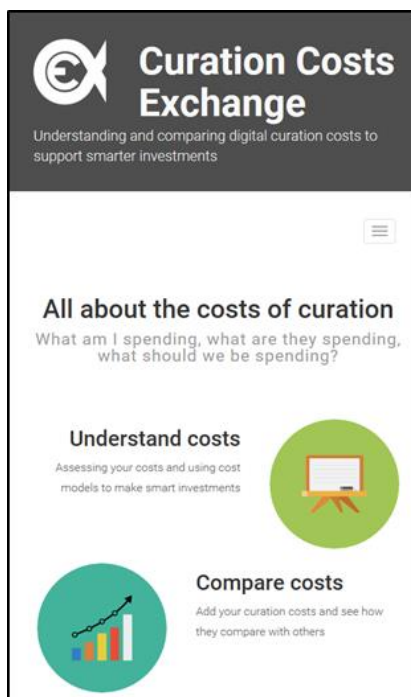 Curation Costs
Exchange
Understanding and comparing digital curation costs to
support smarter investments
All about the costs of curation
What am I spending, what are they spending,
what should we be spending?
Understand costs
Assessing your costs and using cost
models to make smart investments
Compare costs
Add your curation costs and see how
they compare with others